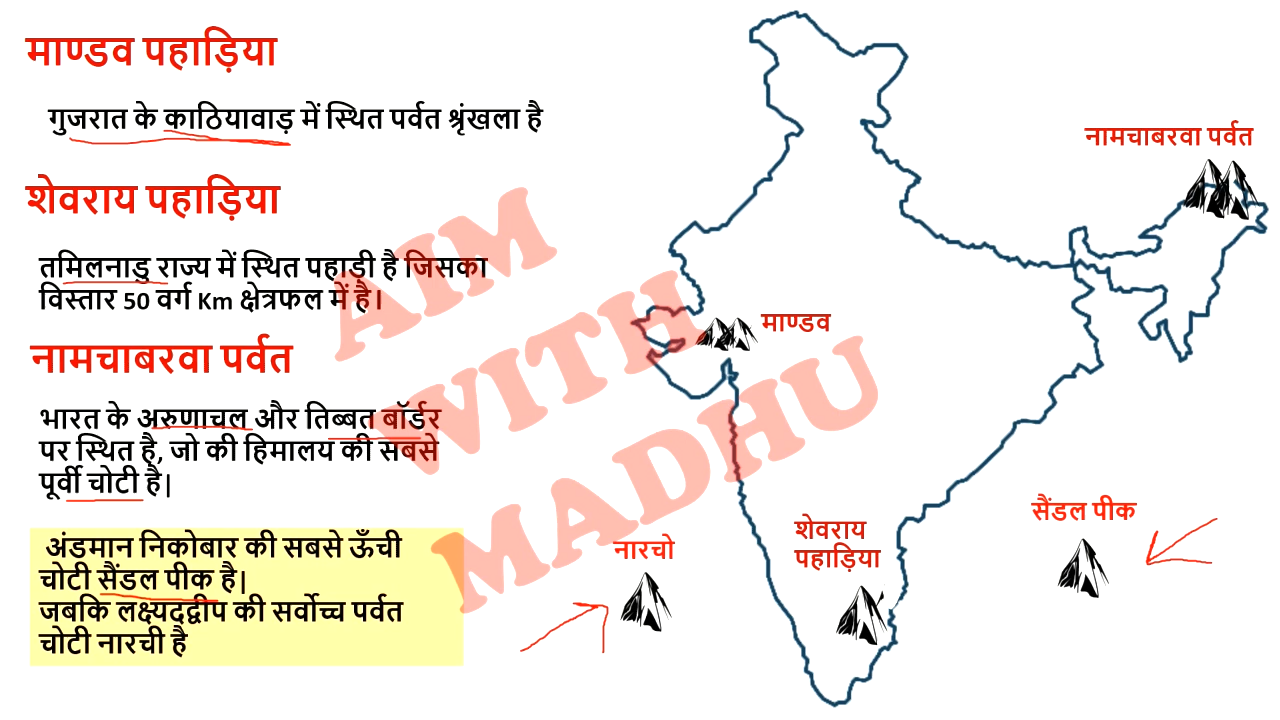 माण्डव पहाड़िया
गुजरात के काठियावाड़ में स्थित पर्वत श्रृंखला है
शेवराय पहाड़िया
तमिलनाडु राज्य में स्थित पहाडी है जिसका
विस्तार 50 वर्ग Km क्षेत्रफल में है।
नामचाबरवा पर्वत
भारत के अरुणाचल और तिब्बत बॉर्डर
पर स्थित है, जो की हिमालय की सबसे
पूर्वी चोटी है|
अंडमान निकोबार की सबसे ऊँची
चोटी सैंडल पीक है|
जबकि लक्ष्यदद्वीप की सर्वोच्च पर्वत
चोटी नारची है
नामचाबरवा पर्वत
माण्डव
सैंडल पीक
शेवराय
पहाड़िया
नारचो
AIM
WITH
MADHU